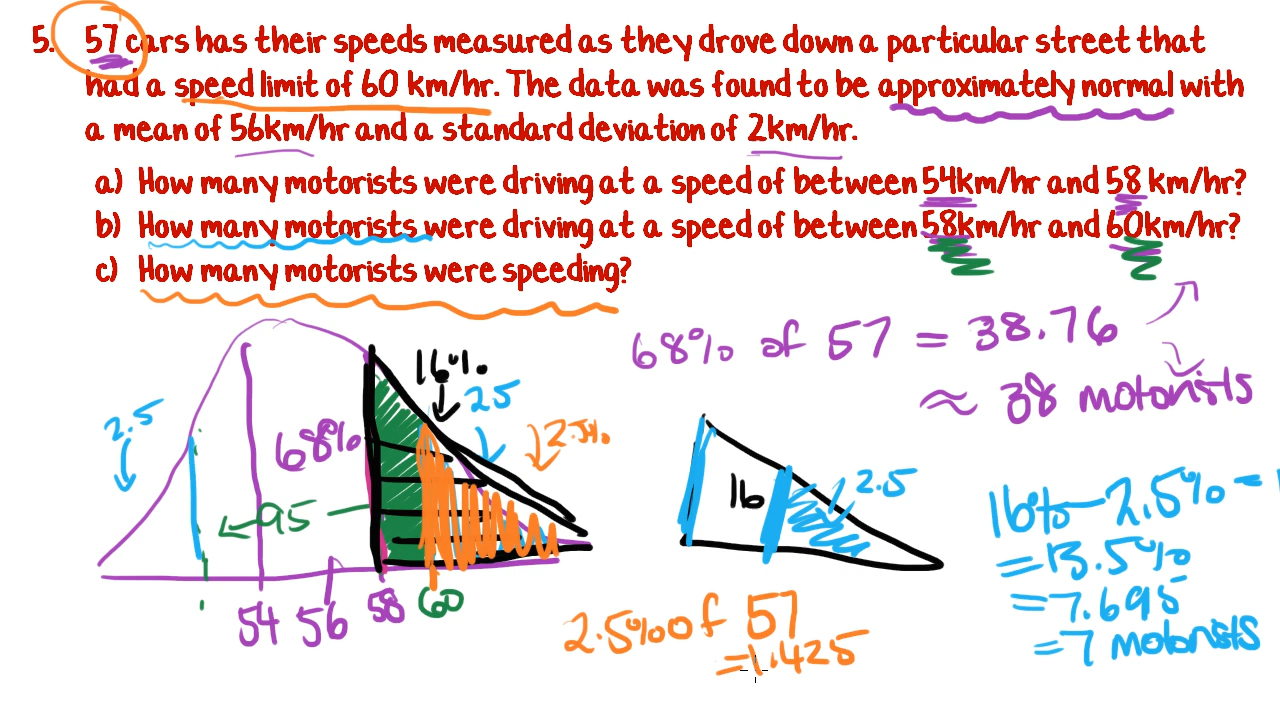 5. 57 cars has their speeds measured as they drove down a particular street that
had a speed limit of 60 km/hr. The data was found to be approximately normal with
a mean of 56km/hr and a standard deviation of 2km/hr.
a) How many motorists were driving at a speed of between 54km/hr and 58 km/hr?
b) How many motorists were driving at a speed of between 58km/hr and 60km/hr?
c) How many motorists were speeding?
68% of 57 = 38.76
≈ 38 motorists
16%
2.5
25
2.5%
68%
95
54 56 58 60
16
2.5
16% - 2.5% =
= 13.5%
= 7.695
= 7 motorists
2.5% of 57
= 1.425